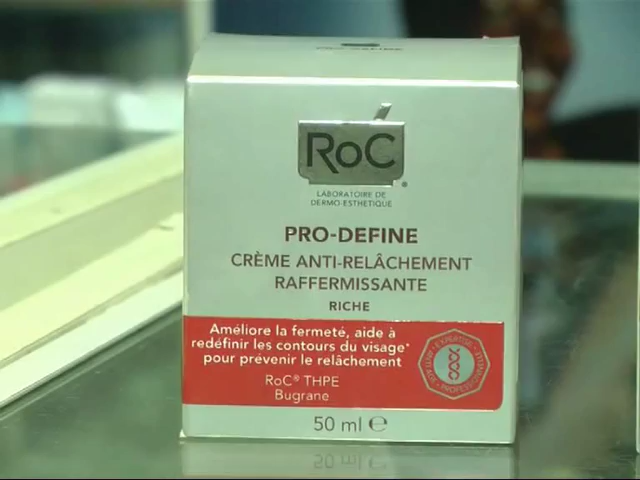 RoC
LABORATOIRE DE
DERMO-ESTHÉTIQUE
PRO-DEFINE
CRÈME ANTI-RELÂCHEMENT
RAFFERMISSANTE
RICHE
Améliore la fermeté, aide à
redéfinir les contours du visage*
pour prévenir le relâchement
RoC® THPE
Bugrane
50 ml ℮